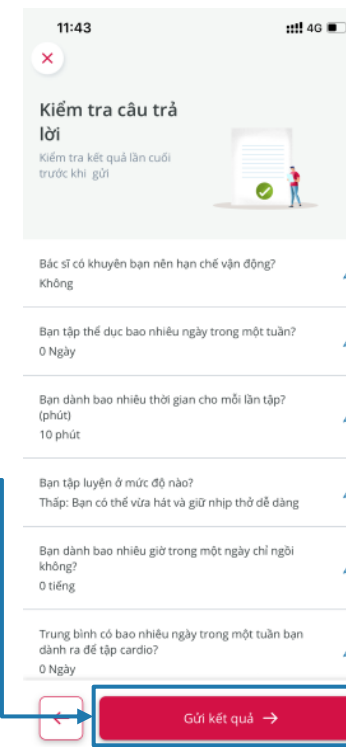 11:43
4G
Kiểm tra câu trả
lời
Kiểm tra kết quả lần cuối
trước khi gửi
Bác sĩ có khuyên bạn nên hạn chế vận động?
Không
Bạn tập thể dục bao nhiêu ngày trong một tuần?
0 Ngày
Bạn dành bao nhiêu thời gian cho mỗi lần tập?
(phút)
10 phút
Bạn tập luyện ở mức độ nào?
Thấp: Bạn có thể vừa hát và giữ nhịp thở dễ dàng
Bạn dành bao nhiêu giờ trong một ngày chỉ ngồi
không?
0 tiếng
Trung bình có bao nhiêu ngày trong một tuần bạn
dành ra để tập cardio?
0 Ngày
Gửi kết quả →